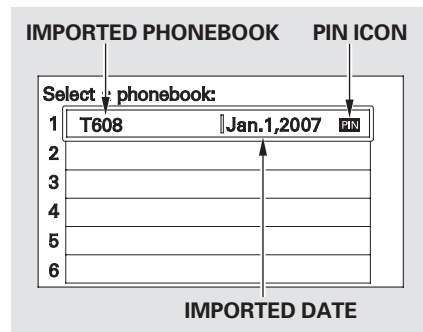 IMPORTED PHONEBOOK PIN ICON
Select a phonebook:
1 T608 Jan.1,2007 PIN
2
3
4
5
6
IMPORTED DATE